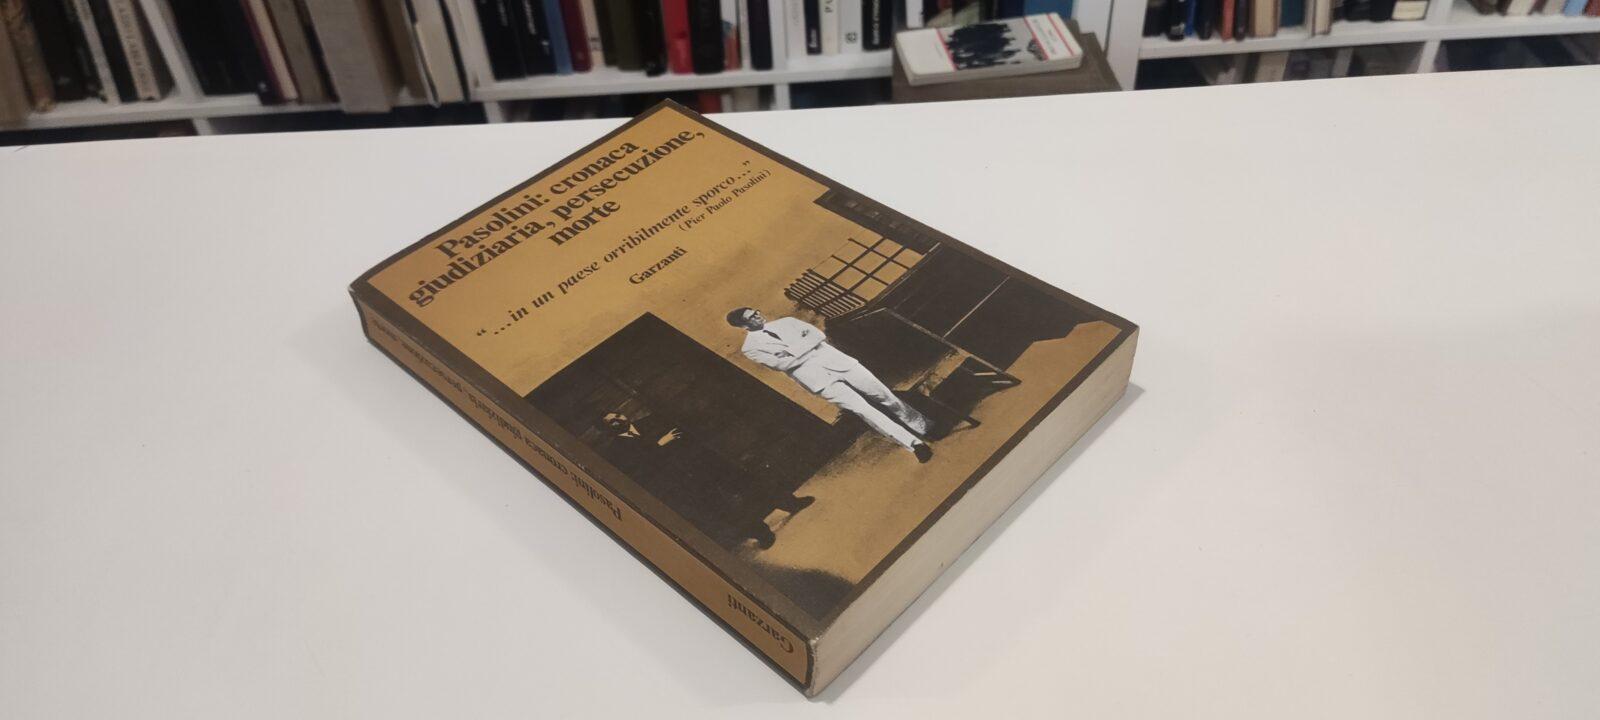 Pasolini: cronaca
giudiziaria, persecuzione,
morte
“...in un paese orribilmente sporco...”
(Pier Paolo Pasolini)
Garzanti
Pasolini: cronaca giudiziaria, persecuzione, morte
Garzanti